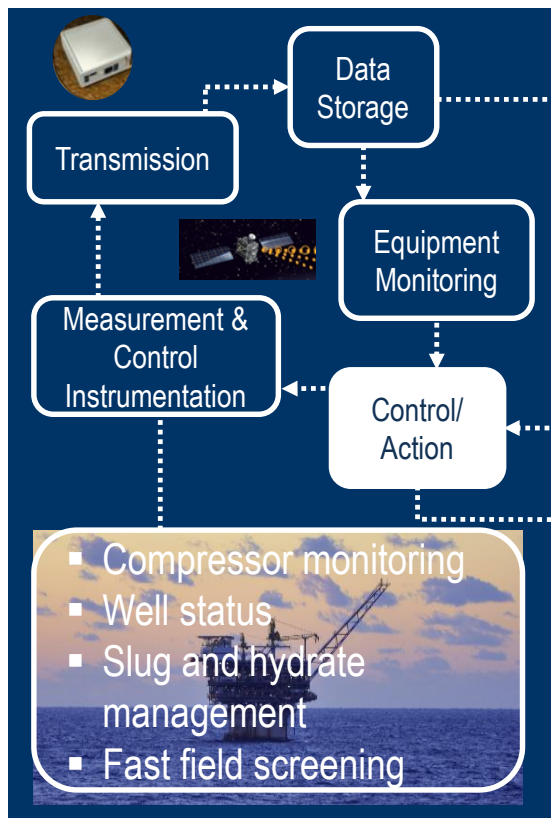 Data
Storage
Transmission
Equipment
Monitoring
Measurement &
Control
Instrumentation
Control/
Action
▪ Compressor monitoring
▪ Well status
▪ Slug and hydrate
management
▪ Fast field screening